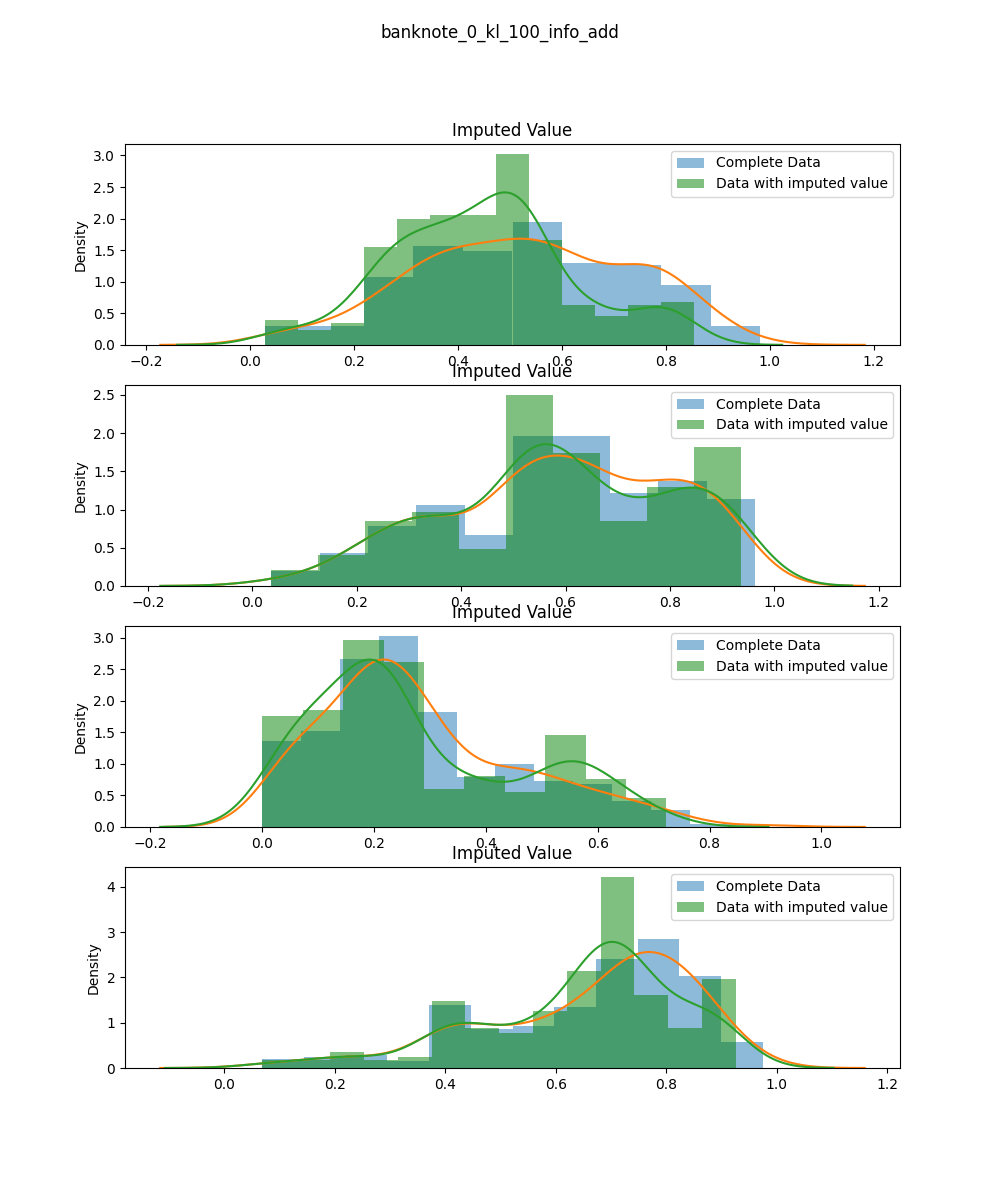 banknote_0_kl_100_info_add
Imputed Value
Complete Data
Data with imputed value
Density
3.0
2.5
2.0
1.5
1.0
0.5
0.0
−0.2 0.0 0.2 0.4 0.6 0.8 1.0 1.2
Imputed Value
Complete Data
Data with imputed value
Density
2.5
2.0
1.5
1.0
0.5
0.0
−0.2 0.0 0.2 0.4 0.6 0.8 1.0 1.2
Imputed Value
Complete Data
Data with imputed value
Density
3.0
2.5
2.0
1.5
1.0
0.5
0.0
−0.2 0.0 0.2 0.4 0.6 0.8 1.0
Imputed Value
Complete Data
Data with imputed value
Density
4
3
2
1
0
0.0 0.2 0.4 0.6 0.8 1.0 1.2